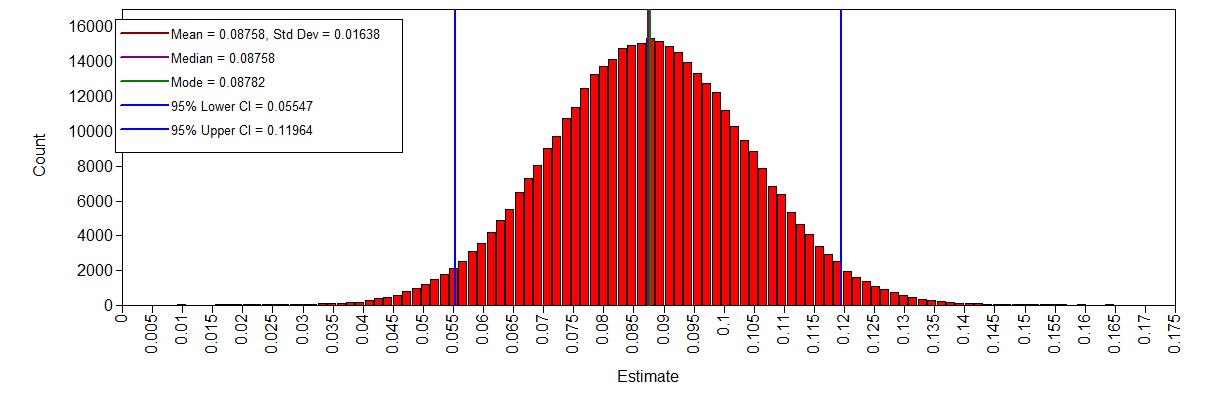 16000
14000
12000
10000
8000
6000
4000
2000
0
Count
Mean = 0.08758, Std Dev = 0.01638
Median = 0.08758
Mode = 0.08782
95% Lower CI = 0.05547
95% Upper CI = 0.11964
0 0.005 0.01 0.015 0.02 0.025 0.03 0.035 0.04 0.045 0.05 0.055 0.06 0.065 0.07 0.075 0.08 0.085 0.09 0.095 0.1 0.105 0.11 0.115 0.12 0.125 0.13 0.135 0.14 0.145 0.15 0.155 0.16 0.165 0.17 0.175
Estimate